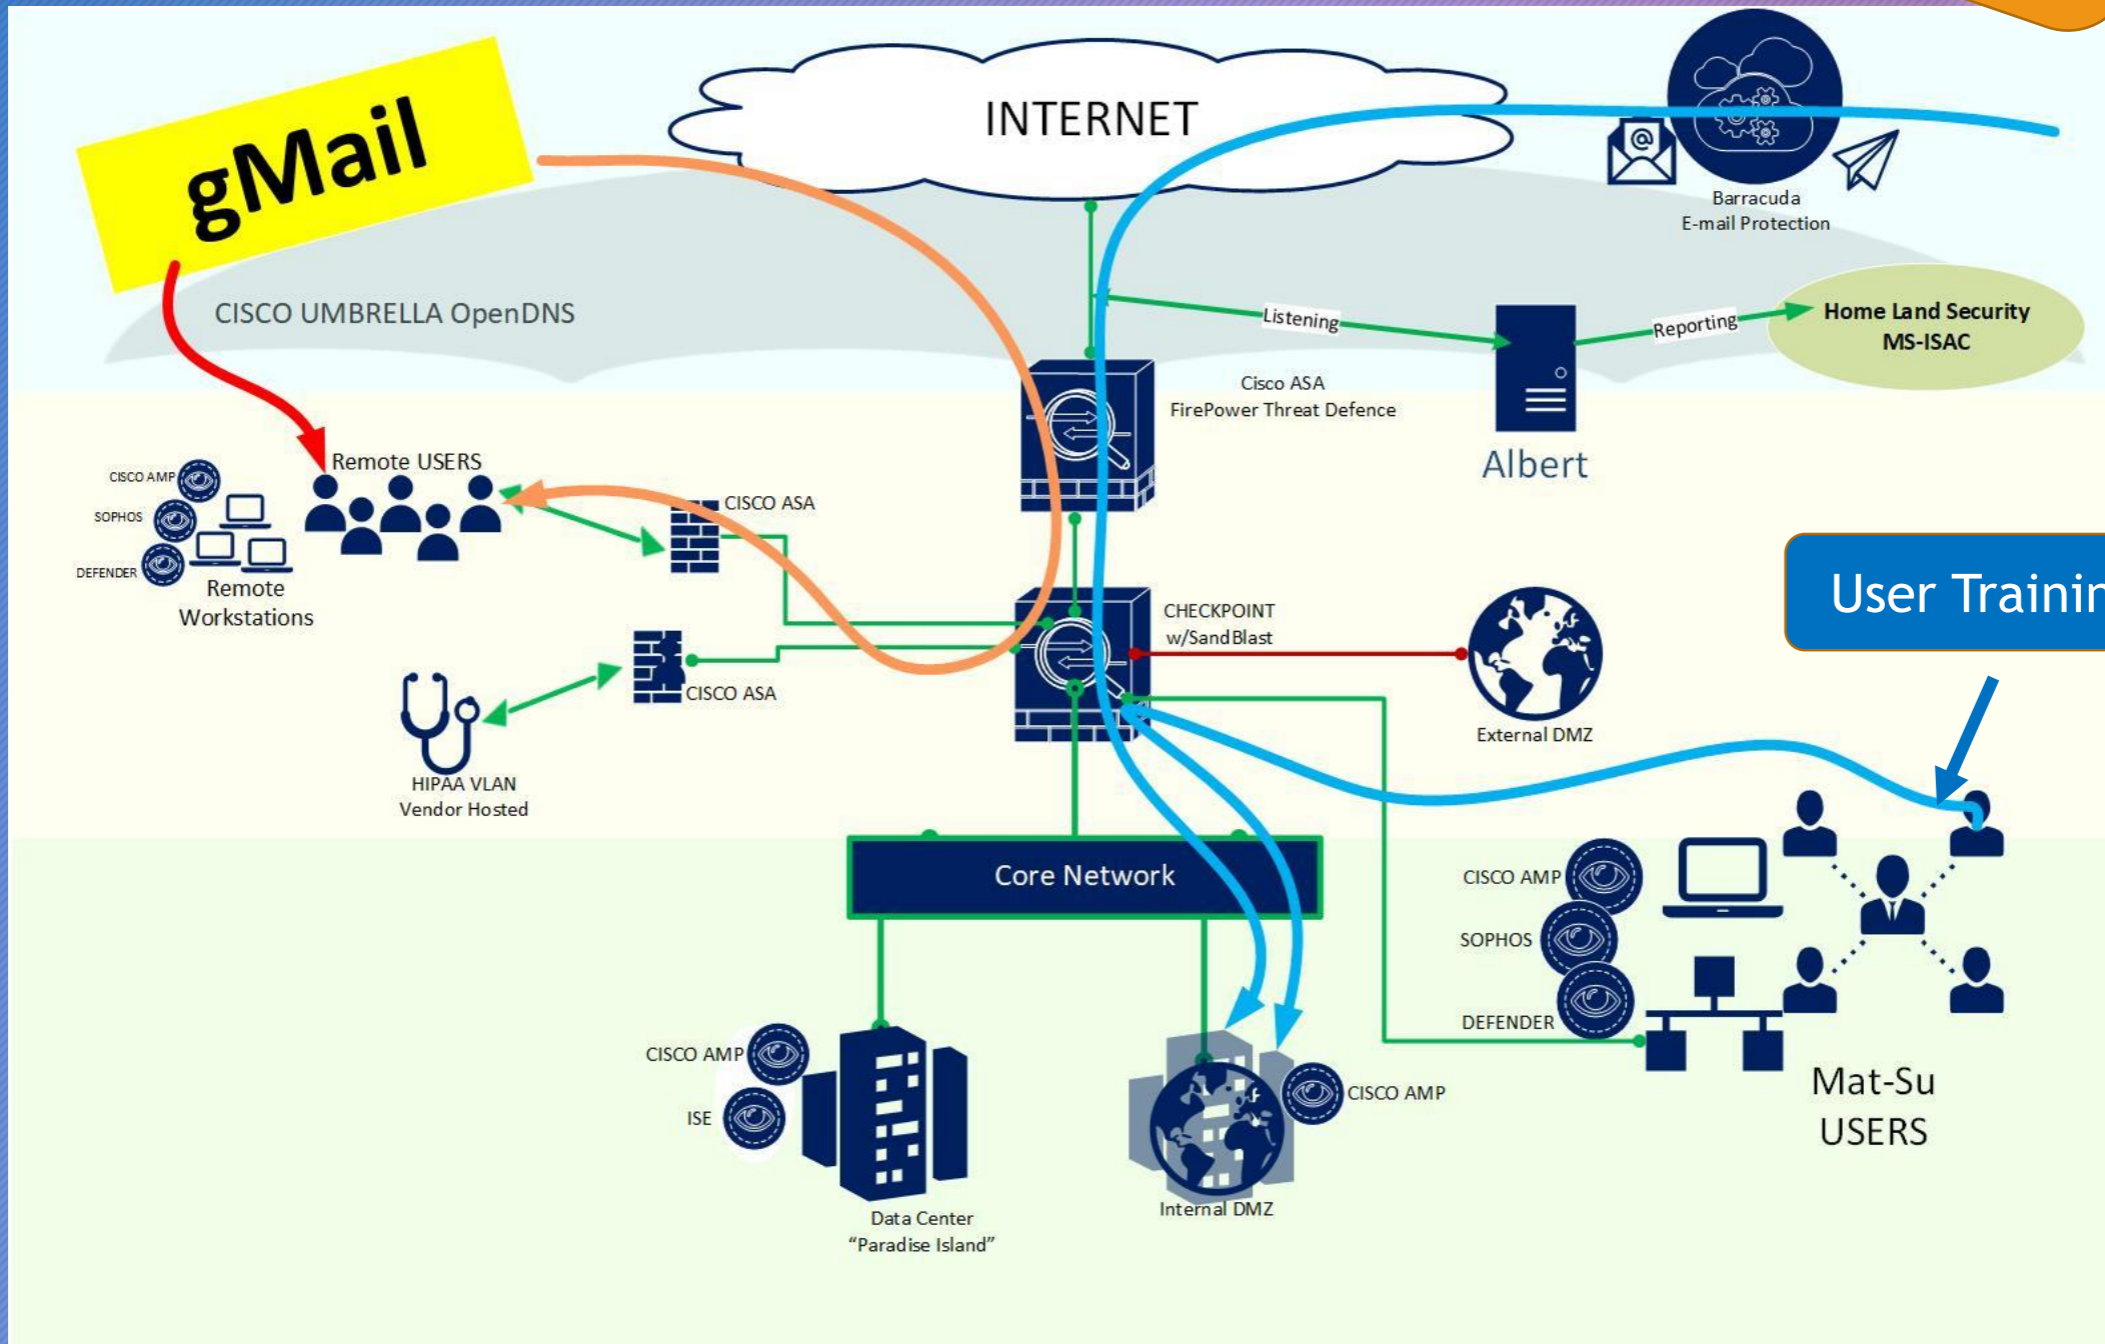 gMail
INTERNET
Barracuda
E-mail Protection
CISCO UMBRELLA OpenDNS
Listening
Reporting
Home Land Security
MS-ISAC
Cisco ASA
FirePower Threat Defence
Albert
Remote USERS
CISCO AMP
SOPHOS
DEFENDER
Remote
Workstations
CISCO ASA
CHECKPOINT
w/SandBlast
User Trainin
CISCO ASA
External DMZ
HIPAA VLAN
Vendor Hosted
Core Network
CISCO AMP
SOPHOS
DEFENDER
Mat-Su
USERS
CISCO AMP
ISE
CISCO AMP
Data Center
“Paradise Island”
Internal DMZ